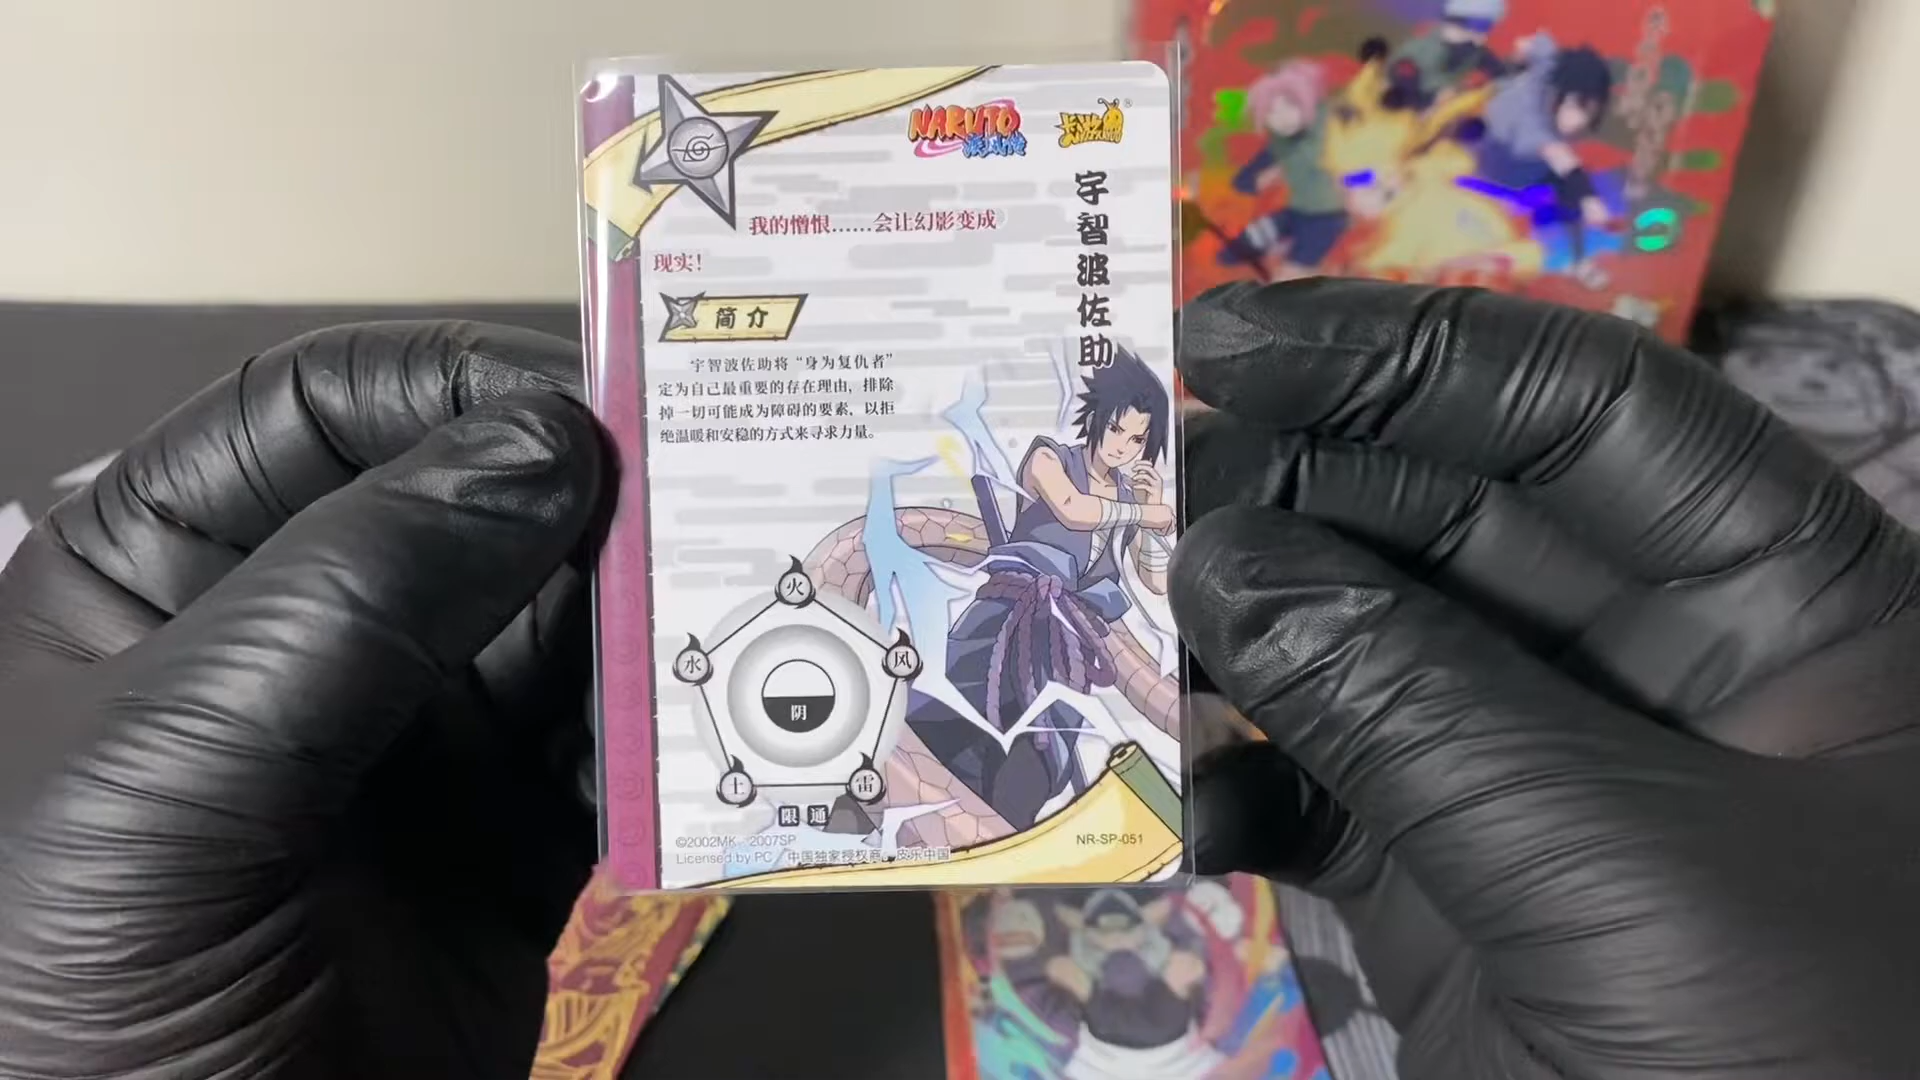 NARUTO
疾风传
卡游
®
宇智波佐助
我的憎恨……会让幻影变成
现实！
简介
宇智波佐助将“身为复仇者”
定为自己最重要的存在理由，排除
掉一切可能成为障碍的要素，以拒
绝温暖和安稳的方式来寻求力量。
火
水
风
阴
土
雷
限 通
©2002MK 2007SP
NR-SP-051
Licensed by PC 中国独家授权商：皮乐中国